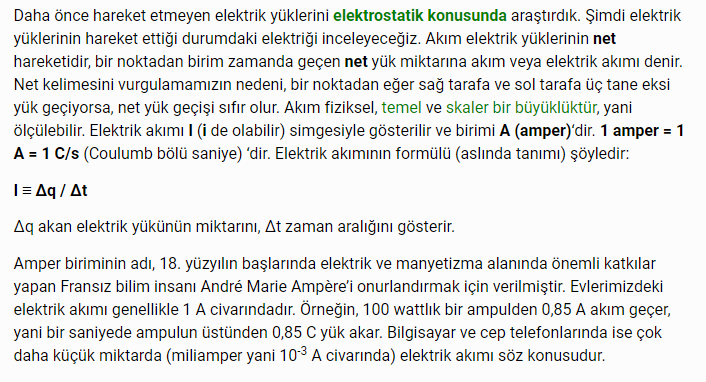 Daha önce hareket etmeyen elektrik yüklerini elektrostatik konusunda araştırdık. Şimdi elektrik
yüklerinin hareket ettiği durumdaki elektriği inceleyeceğiz. Akım elektrik yüklerinin net
hareketidir, bir noktadan birim zamanda geçen net yük miktarına akım veya elektrik akımı denir.
Net kelimesini vurgulamamızın nedeni, bir noktadan eğer sağ tarafa ve sol tarafa üç tane eksi
yük geçiyorsa, net yük geçişi sıfır olur. Akım fiziksel, temel ve skaler bir büyüklüktür, yani
ölçülebilir. Elektrik akımı I (i de olabilir) simgesiyle gösterilir ve birimi A (amper)‘dir. 1 amper = 1
A = 1 C/s (Coulumb bölü saniye) ‘dir. Elektrik akımının formülü (aslında tanımı) şöyledir:
I ≡ Δq / Δt
Δq akan elektrik yükünün miktarını, Δt zaman aralığını gösterir.
Amper biriminin adı, 18. yüzyılın başlarında elektrik ve manyetizma alanında önemli katkılar
yapan Fransız bilim insanı André Marie Ampère’i onurlandırmak için verilmiştir. Evlerimizdeki
elektrik akımı genellikle 1 A civarındadır. Örneğin, 100 wattlık bir ampulden 0,85 A akım geçer,
yani bir saniyede ampulun üstünden 0,85 C yük akar. Bilgisayar ve cep telefonlarında ise çok
daha küçük miktarda (miliamper yani 10⁻³ A civarında) elektrik akımı söz konusudur.